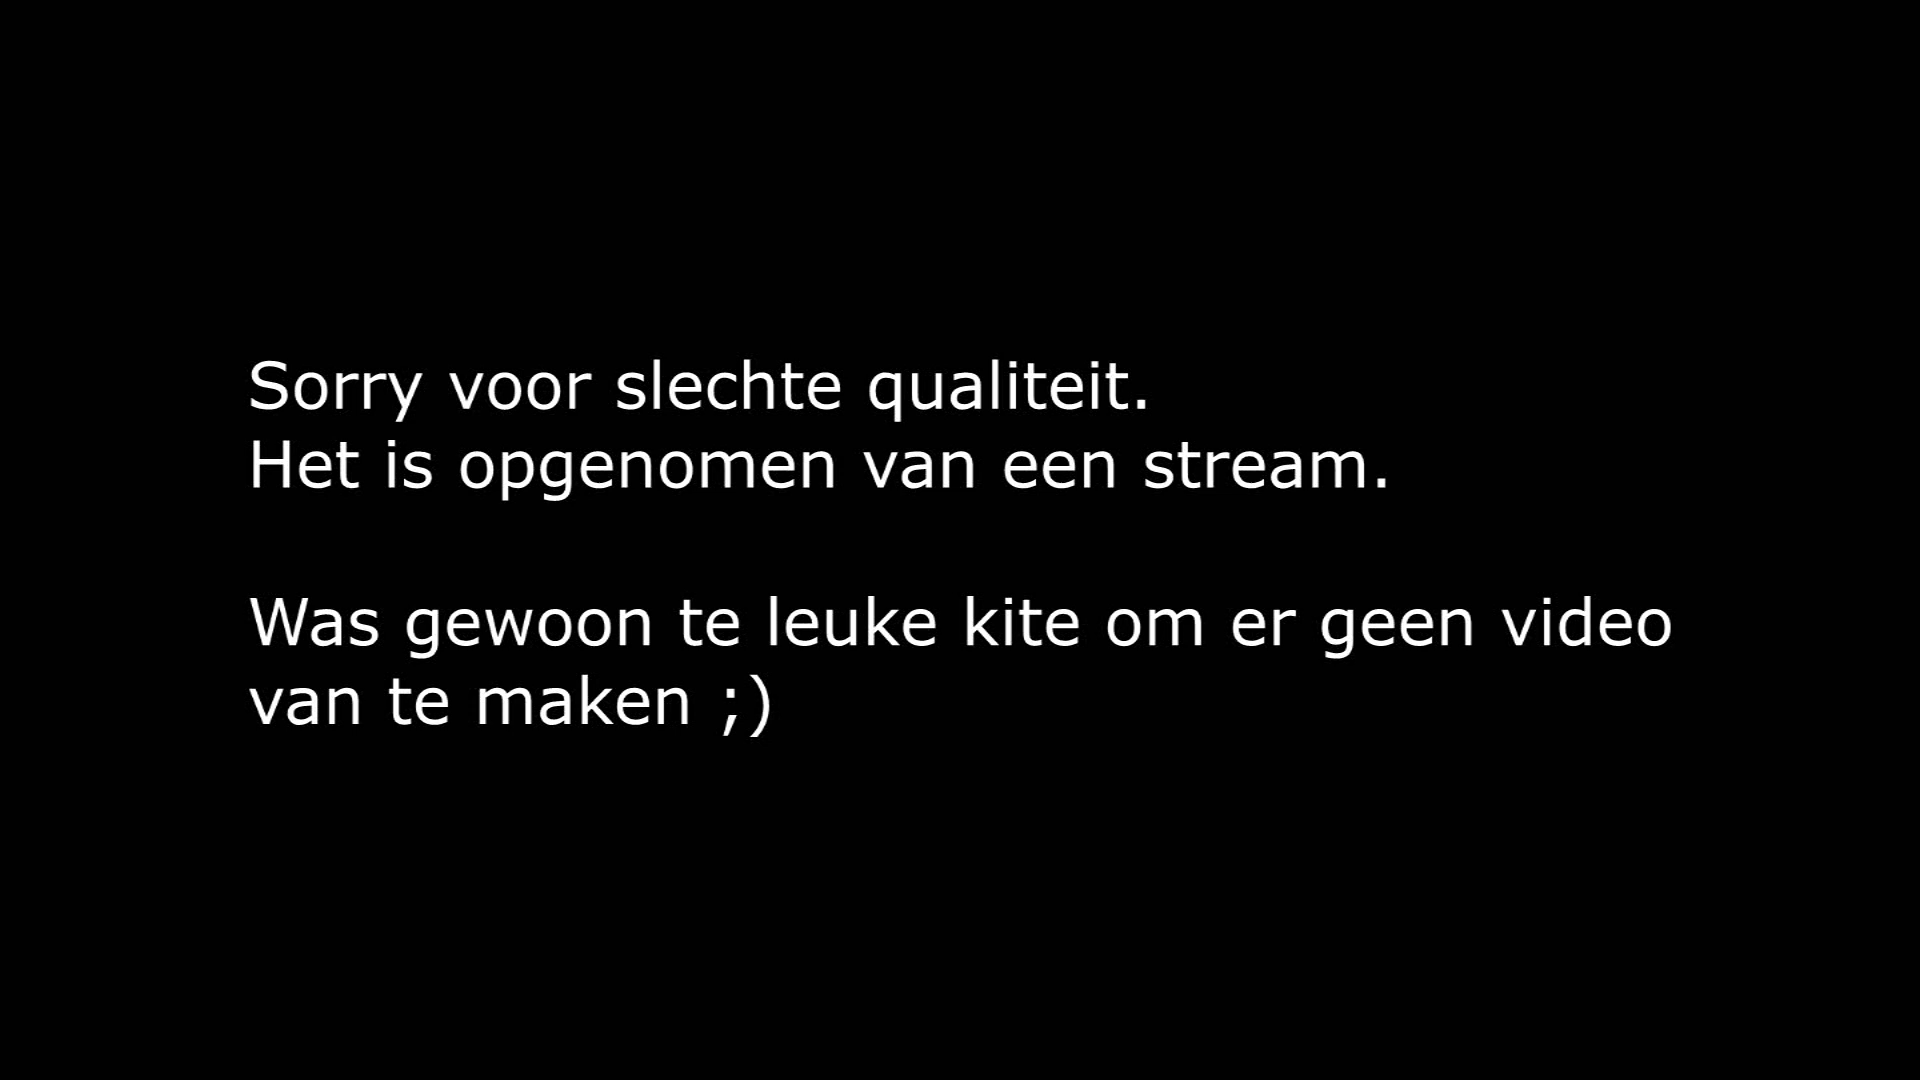 Sorry voor slechte qualiteit.
Het is opgenomen van een stream.
Was gewoon te leuke kite om er geen video
van te maken ;)